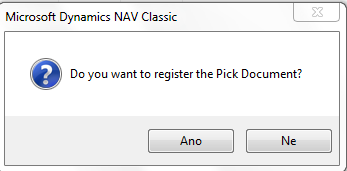 Microsoft Dynamics NAV Classic
Do you want to register the Pick Document?
Ano Ne